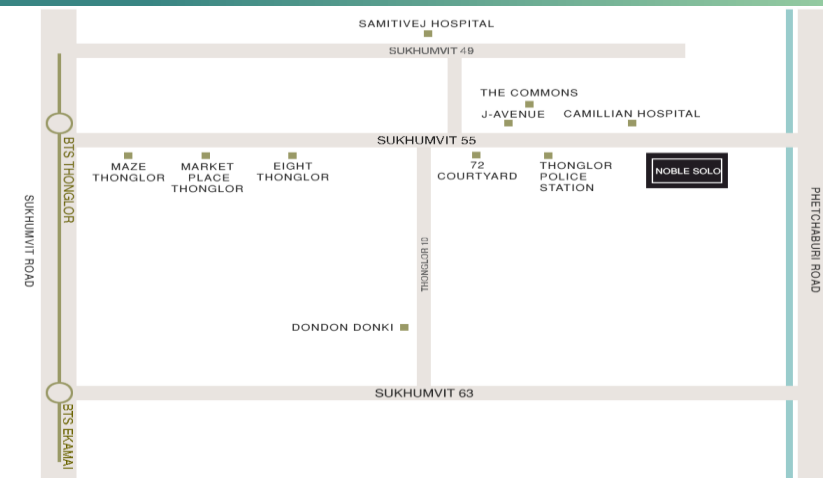 SAMITIVEJ HOSPITAL
SUKHUMVIT 49
THE COMMONS
J-AVENUE
CAMILLIAN HOSPITAL
SUKHUMVIT 55
BTS THONGLOR
MAZE
THONGLOR
MARKET
PLACE
THONGLOR
EIGHT
THONGLOR
72
COURTYARD
THONGLOR
POLICE
STATION
NOBLE SOLO
SUKHUMVIT ROAD
PHETCHABURI ROAD
THONGLOR 10
DONDON DONKI
SUKHUMVIT 63
BTS EKAMAI